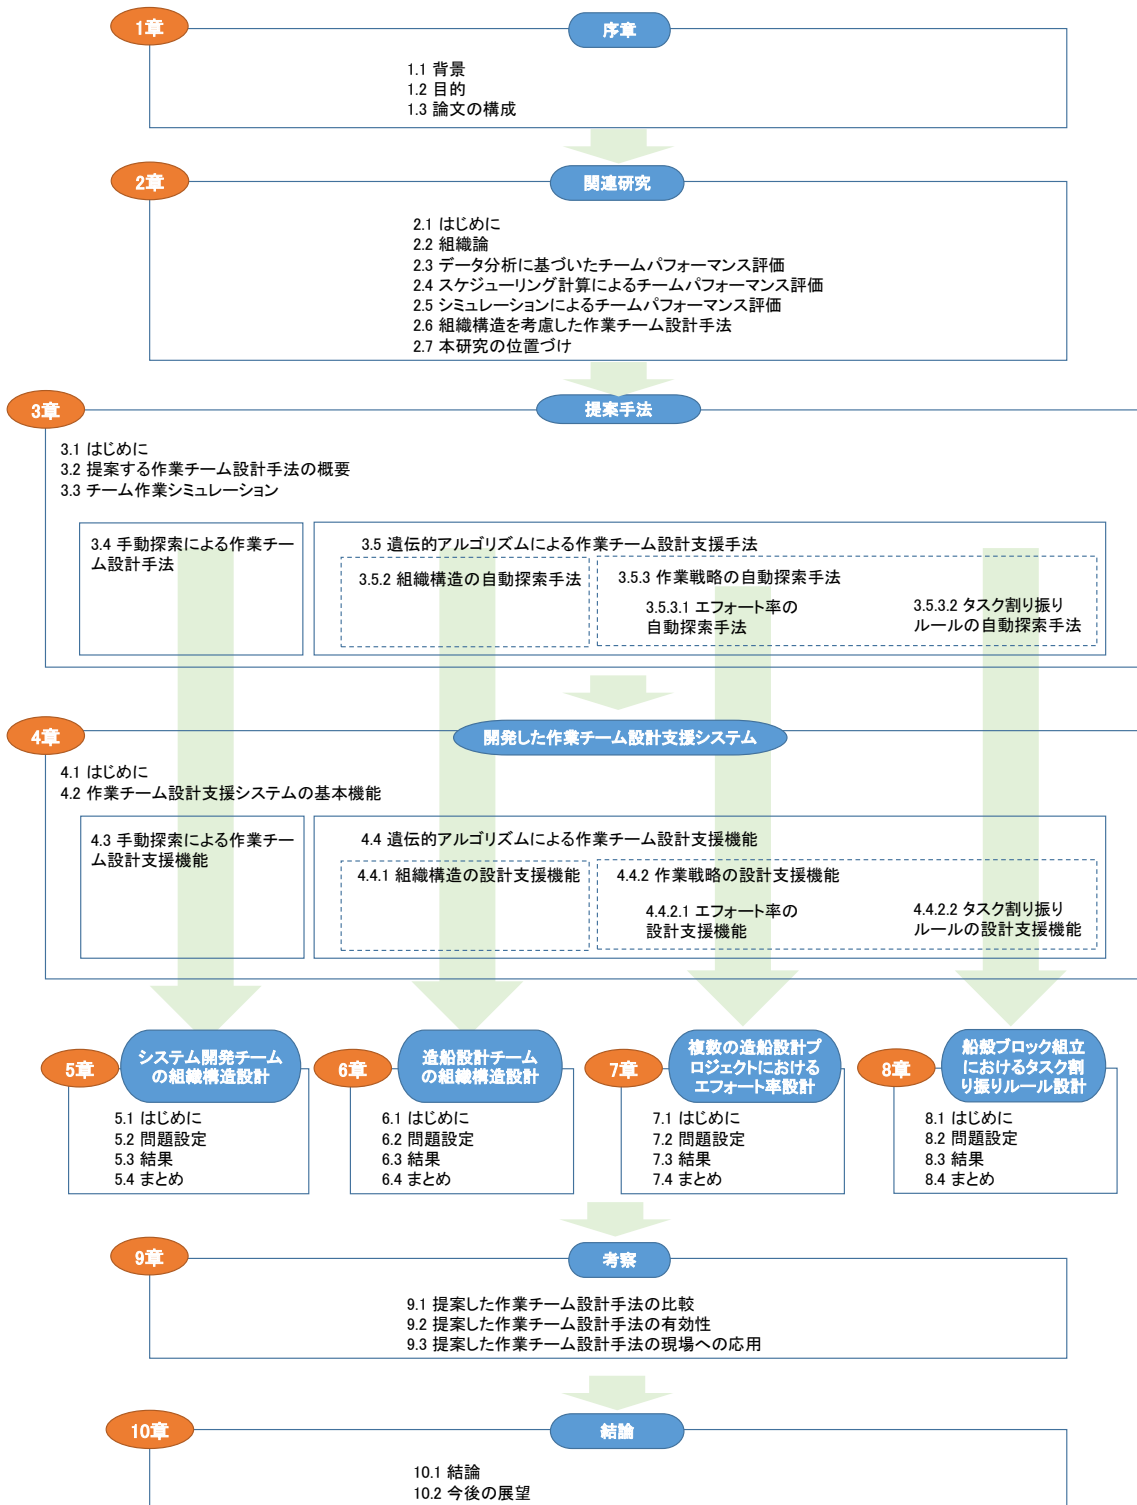 1章
序章
1.1 背景
1.2 目的
1.3 論文の構成
2章
関連研究
2.1 はじめに
2.2 組織論
2.3 データ分析に基づいたチームパフォーマンス評価
2.4 スケジューリング計算によるチームパフォーマンス評価
2.5 シミュレーションによるチームパフォーマンス評価
2.6 組織構造を考慮した作業チーム設計手法
2.7 本研究の位置づけ
3章
提案手法
3.1 はじめに
3.2 提案する作業チーム設計手法の概要
3.3 チーム作業シミュレーション
3.4 手動探索による作業チー
ム設計手法
3.5 遺伝的アルゴリズムによる作業チーム設計支援手法
3.5.2 組織構造の自動探索手法
3.5.3 作業戦略の自動探索手法
3.5.3.1 エフォート率の
自動探索手法
3.5.3.2 タスク割り振り
ルールの自動探索手法
4章
開発した作業チーム設計支援システム
4.1 はじめに
4.2 作業チーム設計支援システムの基本機能
4.3 手動探索による作業チー
ム設計支援機能
4.4 遺伝的アルゴリズムによる作業チーム設計支援機能
4.4.1 組織構造の設計支援機能
4.4.2 作業戦略の設計支援機能
4.4.2.1 エフォート率の
設計支援機能
4.4.2.2 タスク割り振り
ルールの設計支援機能
5章
システム開発チーム
の組織構造設計
5.1 はじめに
5.2 問題設定
5.3 結果
5.4 まとめ
6章
造船設計チーム
の組織構造設計
6.1 はじめに
6.2 問題設定
6.3 結果
6.4 まとめ
7章
複数の造船設計プ
ロジェクトにおける
エフォート率設計
7.1 はじめに
7.2 問題設定
7.3 結果
7.4 まとめ
8章
船殻ブロック組立
におけるタスク割
り振りルール設計
8.1 はじめに
8.2 問題設定
8.3 結果
8.4 まとめ
9章
考察
9.1 提案した作業チーム設計手法の比較
9.2 提案した作業チーム設計手法の有効性
9.3 提案した作業チーム設計手法の現場への応用
10章
結論
10.1 結論
10.2 今後の展望